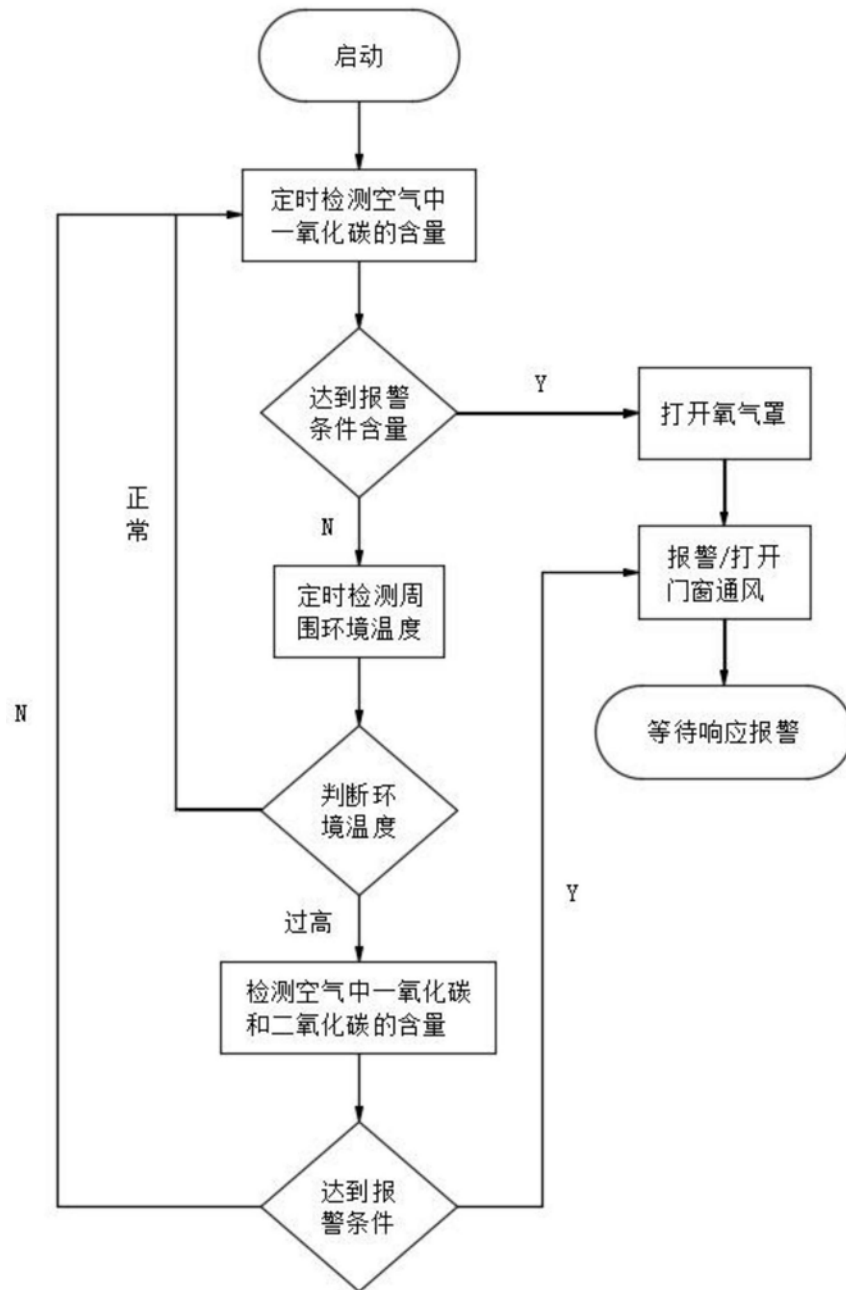 启动
定时检测空气中
一氧化碳的含量
达到报警
条件含量
Y
打开氧气罩
正
常
N
报警/打开
门窗通风
定时检测周
围环境温度
N
等待响应报警
判断环
境温度
Y
过高
检测空气中一氧化碳
和二氧化碳的含量
达到报
警条件